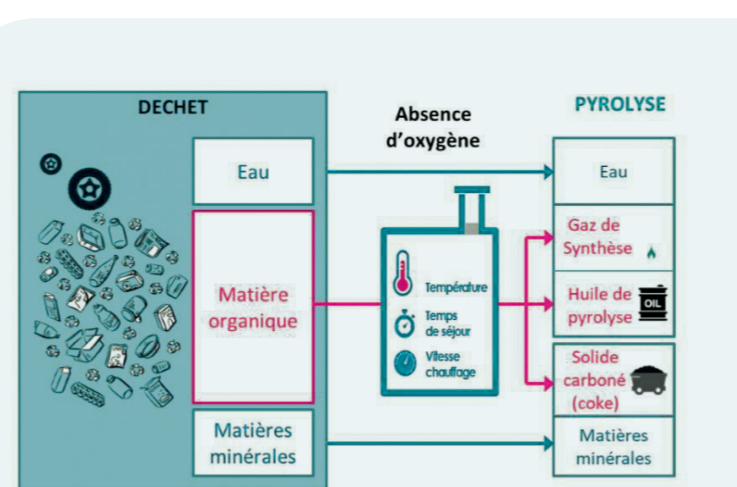 DECHET
Absence
d'oxygène
PYROLYSE
Eau
Eau
Matière
organique
Température
Temps
de séjour
Vitesse
chauffage
Gaz de
Synthèse
Huile de
pyrolyse
OIL
Solide
carboné
(coke)
Matières
minérales
Matières
minérales